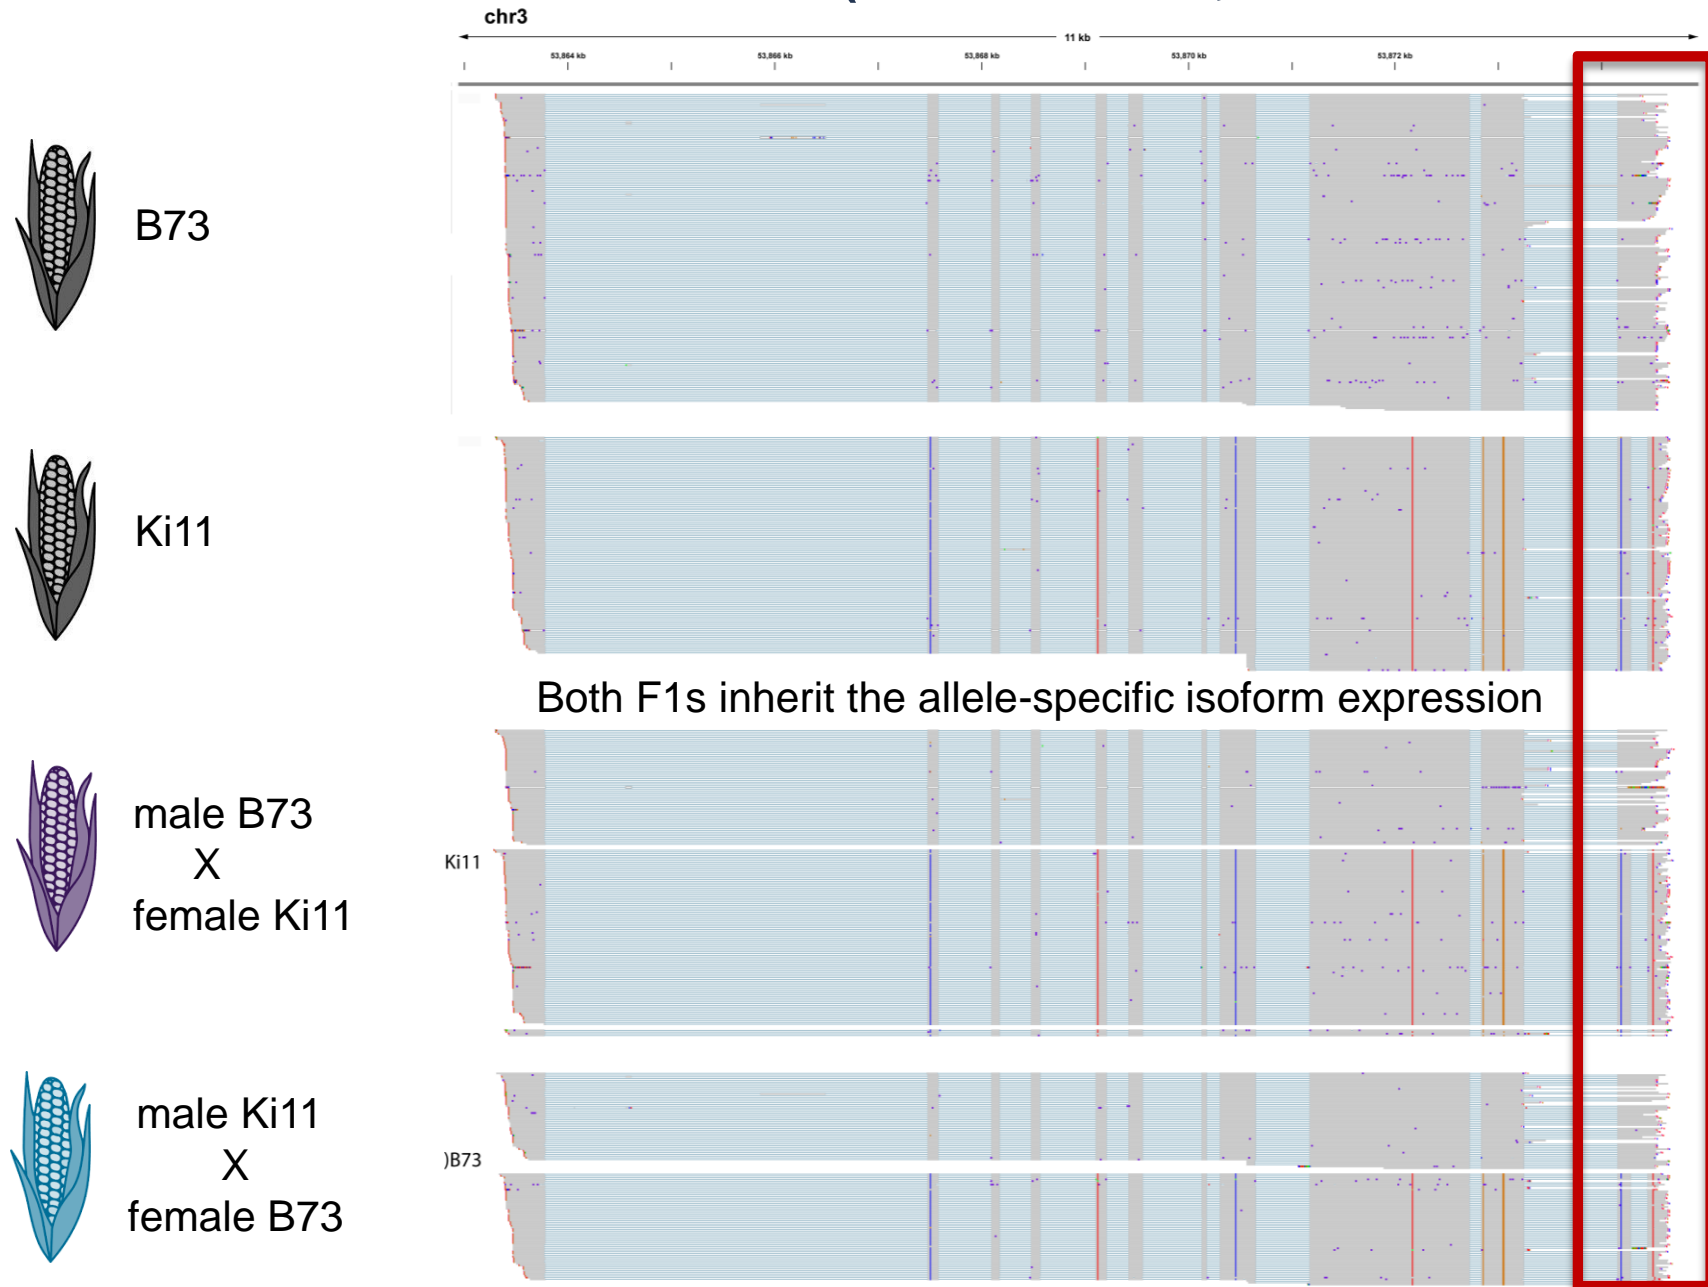 chr3
11 kb
53,864 kb 53,866 kb 53,868 kb 53,870 kb 53,872 kb
B73
Ki11
Both F1s inherit the allele-specific isoform expression
male B73
X
female Ki11
Ki11
male Ki11
X
female B73
)B73